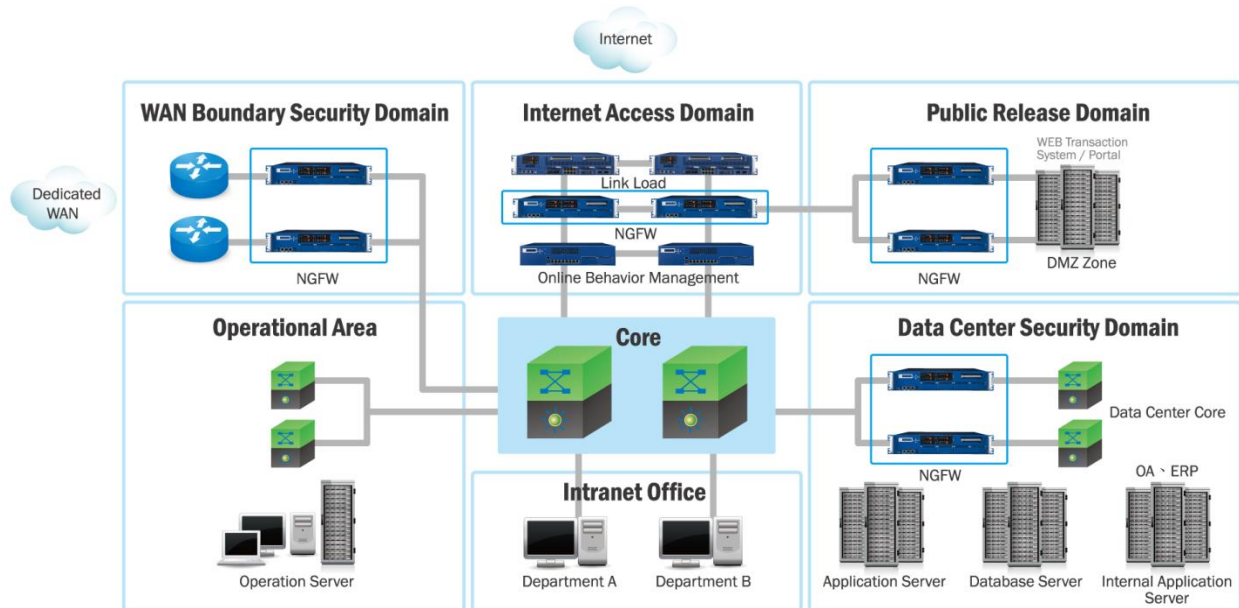 Internet
Dedicated
WAN
WAN Boundary Security Domain
NGFW
Internet Access Domain
Link Load
NGFW
Online Behavior Management
Public Release Domain
WEB Transaction
System / Portal
NGFW
DMZ Zone
Operational Area
Operation Server
Core
Intranet Office
Department A
Department B
Data Center Security Domain
Data Center Core
NGFW
OA、ERP
Application Server
Database Server
Internal Application
Server